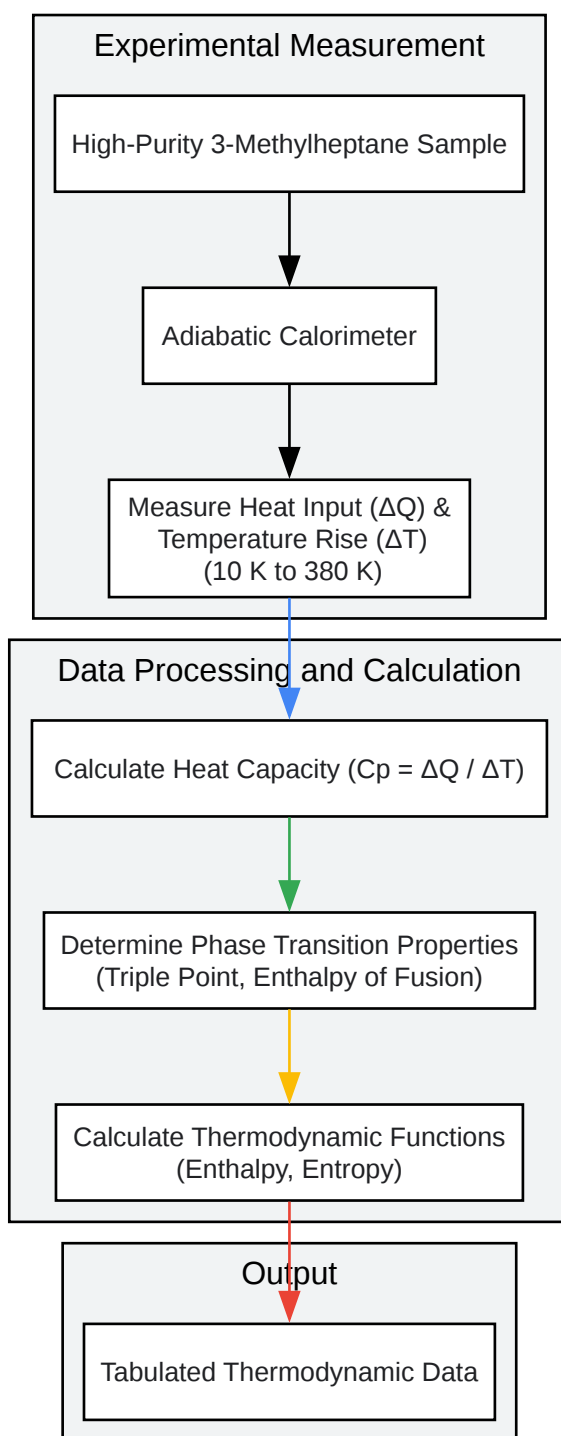 Experimental Measurement
High-Purity 3-Methylheptane Sample
Adiabatic Calorimeter
Measure Heat Input (ΔQ) &
Temperature Rise (ΔT)
(10 K to 380 K)
Data Processing and Calculation
Calculate Heat Capacity (Cp = ΔQ / ΔT)
Determine Phase Transition Properties
(Triple Point, Enthalpy of Fusion)
Calculate Thermodynamic Functions
(Enthalpy, Entropy)
Output
Tabulated Thermodynamic Data